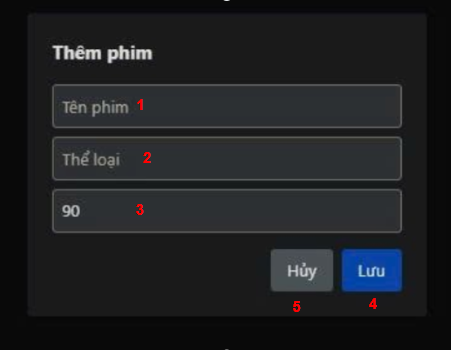 Thêm phim
Tên phim 1
Thể loại 2
90 3
Hủy Lưu
5 4